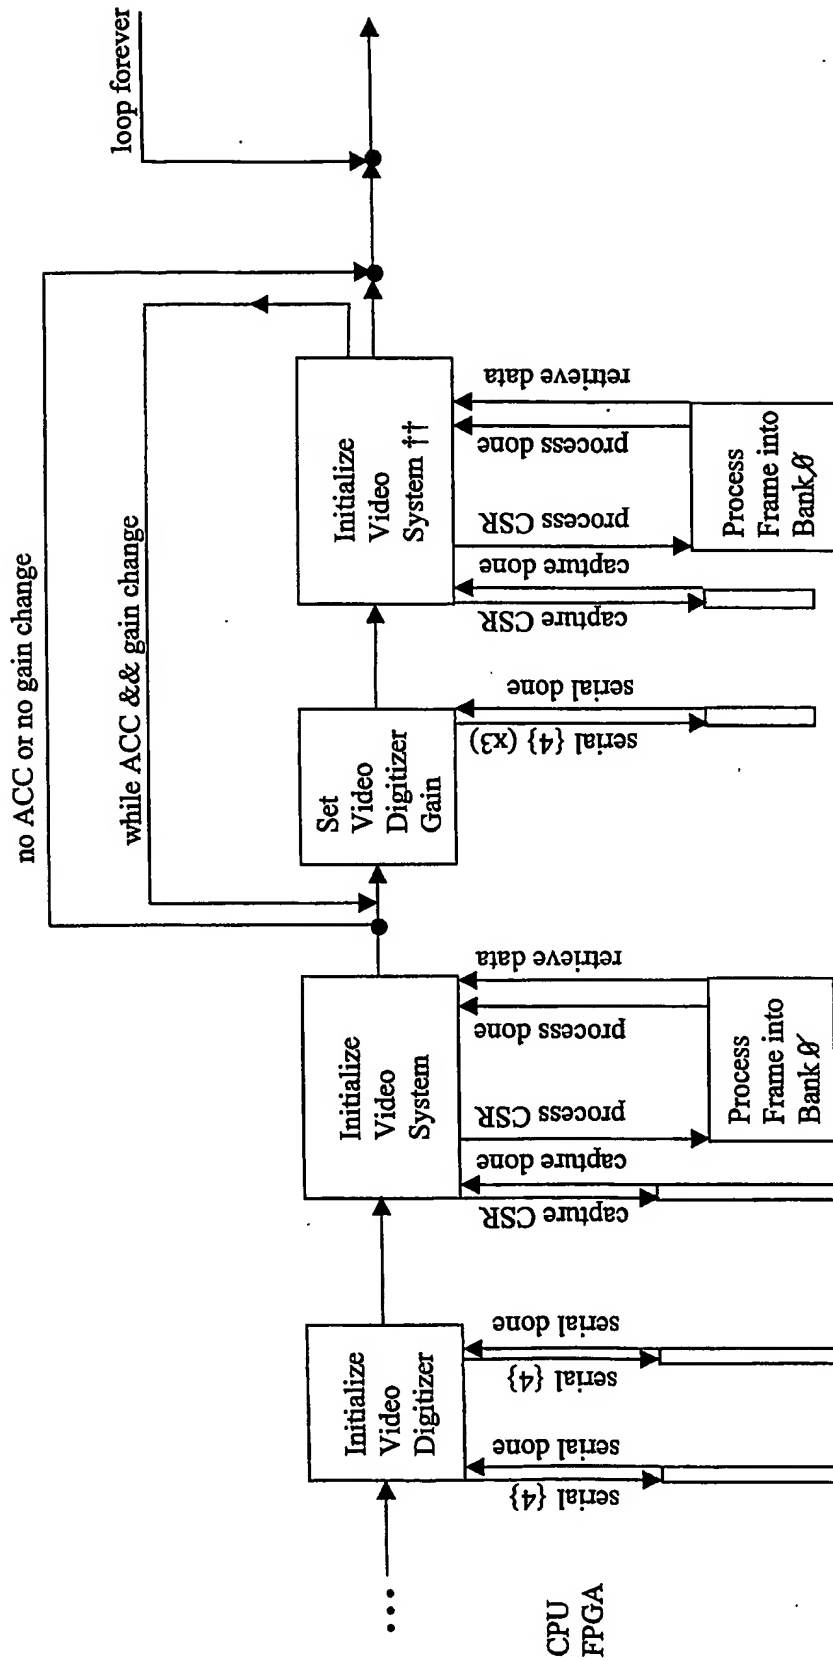 no ACC or no gain change
while ACC && gain change
loop forever
Initialize
Video
Digitizer
Initialize
Video
System
Set
Video
Digitizer
Gain
Initialize
Video
System ††
CPU
FPGA
serial {4}
serial done
serial {4}
serial done
capture CSR
capture done
process CSR
process done
retrieve data
serial {4} (x3)
serial done
capture CSR
capture done
process CSR
process done
retrieve data
Process
Frame into
Bank 0̸
Process
Frame into
Bank 0̸
• • •